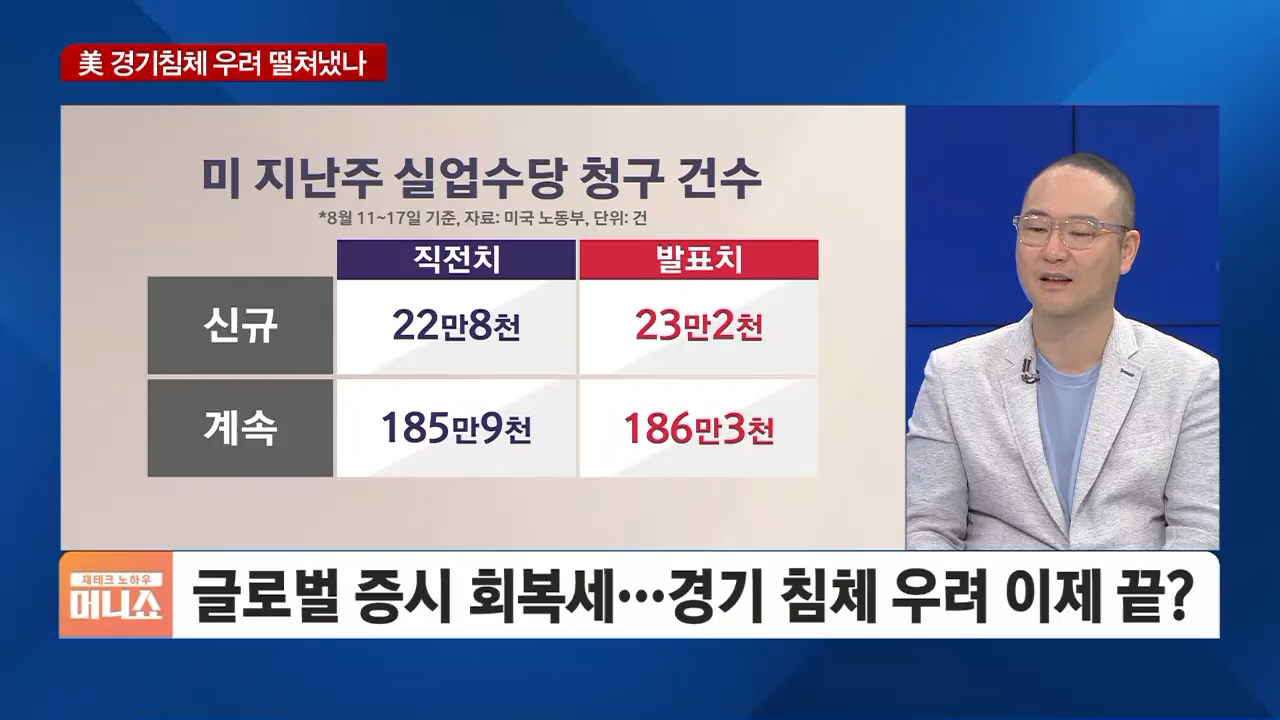 美 경기침체 우려 떨쳐냈나
미 지난주 실업수당 청구 건수
*8월 11~17일 기준, 자료: 미국 노동부, 단위: 건
직전치 발표치
신규 22만8천 23만2천
계속 185만9천 186만3천
재테크 노하우
머니쇼
글로벌 증시 회복세…경기 침체 우려 이제 끝?